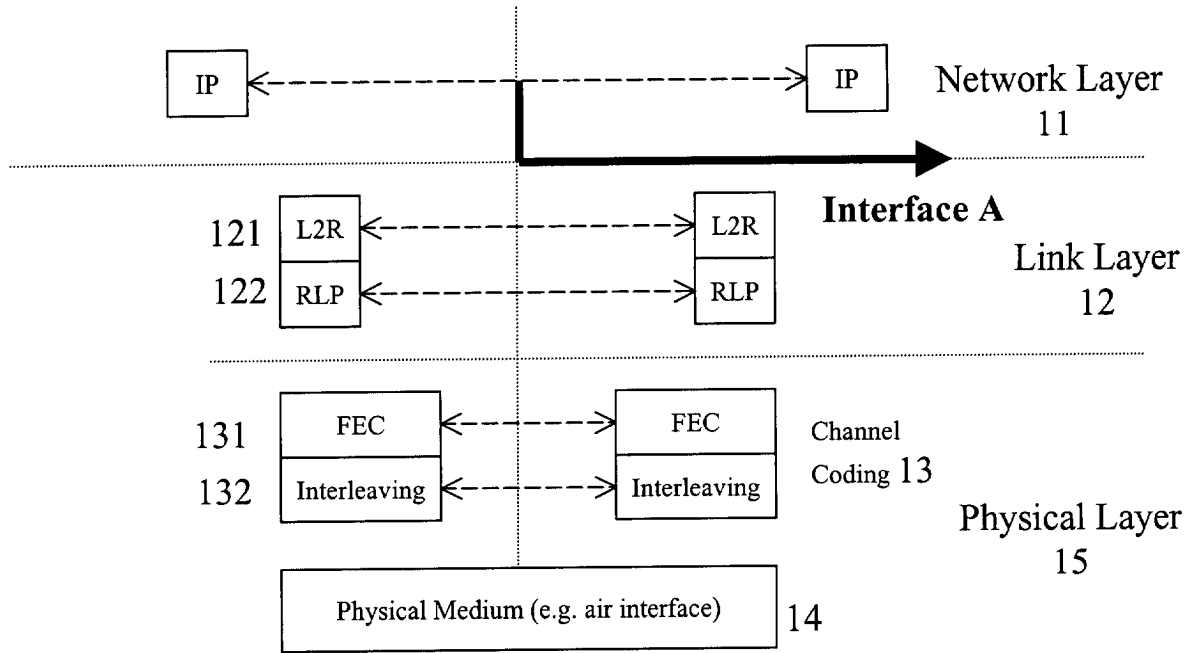 IP
IP
Network Layer
11
Interface A
121
L2R
L2R
Link Layer
12
122
RLP
RLP
131
FEC
FEC
Channel
Coding 13
132
Interleaving
Interleaving
Physical Layer
15
Physical Medium (e.g. air interface)
14